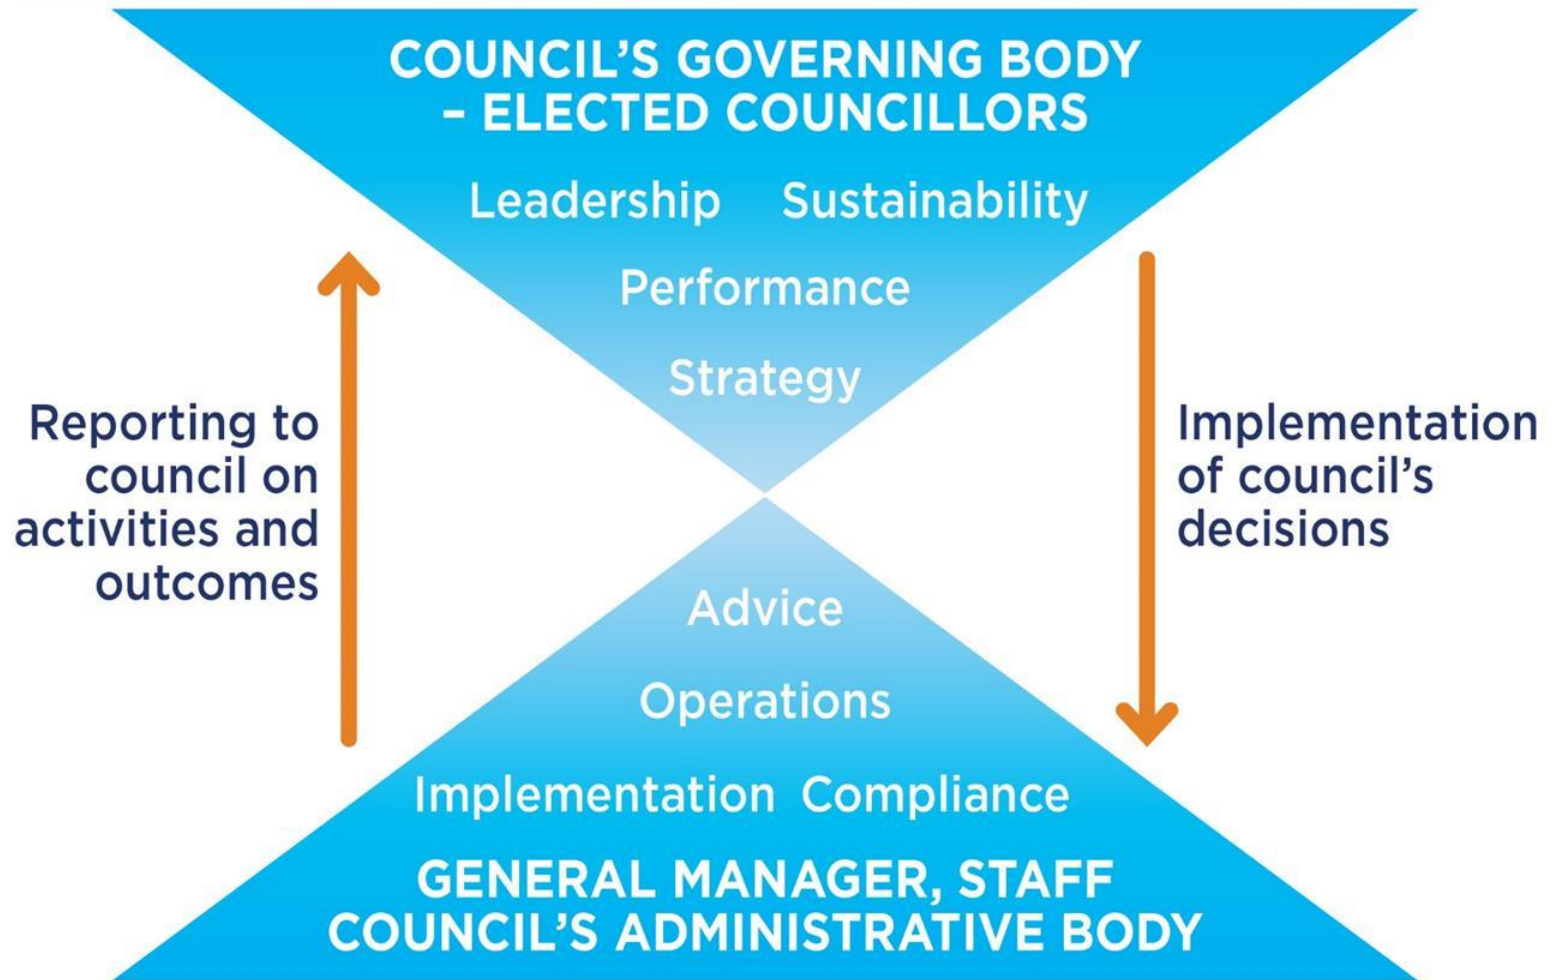 COUNCIL'S GOVERNING BODY
– ELECTED COUNCILLORS
Leadership Sustainability
Performance
Strategy
Reporting to
council on
activities and
outcomes
Implementation
of council's
decisions
Advice
Operations
Implementation Compliance
GENERAL MANAGER, STAFF
COUNCIL'S ADMINISTRATIVE BODY